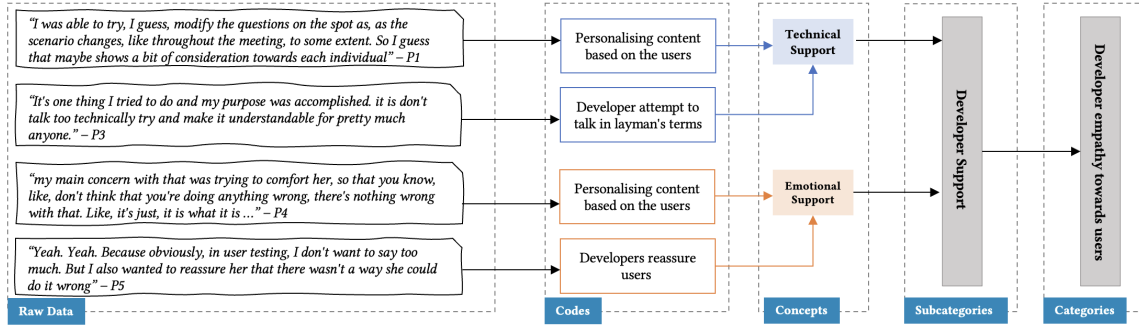 “I was able to try, I guess, modify the questions on the spot as, as the
scenario changes, like throughout the meeting, to some extent. So I guess
that maybe shows a bit of consideration towards each individual” – P1
Personalising content
based on the users
Technical
Support
“It's one thing I tried to do and my purpose was accomplished. it is don't
talk too technically try and make it understandable for pretty much
anyone.” – P3
Developer attempt to
talk in layman's terms
“my main concern with that was trying to comfort her, so that you know,
like, don't think that you're doing anything wrong, there's nothing wrong
with that. Like, it's just, it is what it is ...” – P4
Personalising content
based on the users
Emotional
Support
“Yeah. Yeah. Because obviously, in user testing, I don't want to say too
much. But I also wanted to reassure her that there wasn't a way she could
do it wrong” – P5
Developers reassure
users
Developer Support
Developer empathy towards
users
Raw Data
Codes
Concepts
Subcategories
Categories